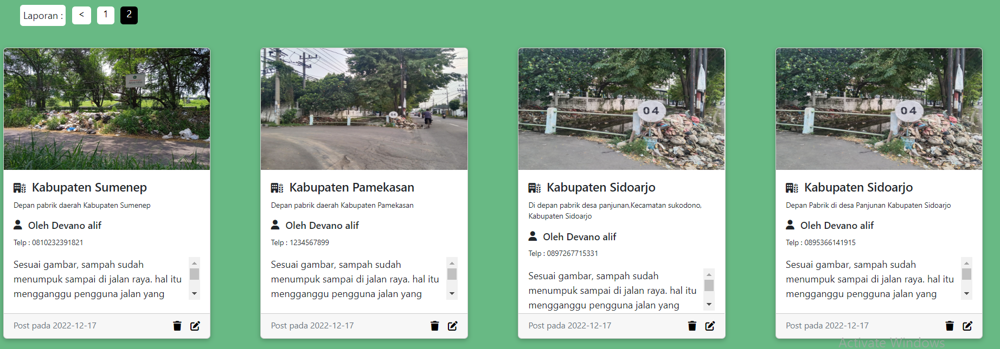 Laporan :
<
1
2
Kabupaten Sumenep
Depan pabrik daerah Kabupaten Sumenep
Oleh Devano alif
Telp : 0810232391821
Sesuai gambar, sampah sudah
menumpuk sampai di jalan raya. hal itu
mengganggu pengguna jalan yang
Post pada 2022-12-17
04
Kabupaten Pamekasan
Depan pabrik daerah Kabupaten Pamekasan
Oleh Devano alif
Telp : 1234567899
Sesuai gambar, sampah sudah
menumpuk sampai di jalan raya. hal itu
mengganggu pengguna jalan yang
Post pada 2022-12-17
04
Kabupaten Sidoarjo
Di depan pabrik desa panjunan,Kecamatan sukodono,
Kabupaten Sidoarjo
Oleh Devano alif
Telp : 0897267715331
Sesuai gambar, sampah sudah
menumpuk sampai di jalan raya. hal itu
mengganggu pengguna jalan yang
Post pada 2022-12-17
04
Kabupaten Sidoarjo
Depan Pabrik di desa Panjunan Kabupaten Sidoarjo
Oleh Devano alif
Telp : 0895366141915
Sesuai gambar, sampah sudah
menumpuk sampai di jalan raya. hal itu
mengganggu pengguna jalan yang
Post pada 2022-12-17
Activate Windows